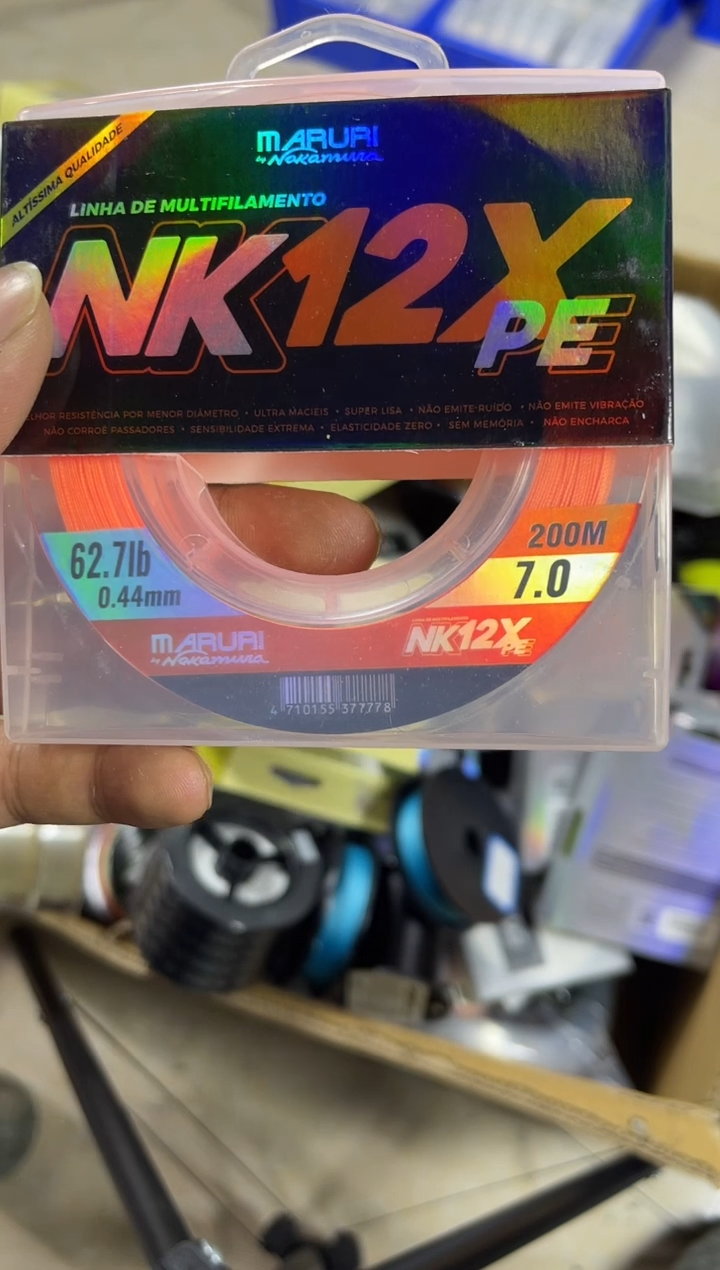 ALTÍSSIMA QUALIDADE
MARURI
by Nakamura
LINHA DE MULTIFILAMENTO
NK12X
PE
RESISTÊNCIA POR MENOR DIÂMETRO • ULTRA MACIEIS • SUPER LISA • NÃO EMITE RUÍDO • NÃO EMITE VIBRAÇÃO
NÃO CORRÓE PASSADORES • SENSIBILIDADE EXTREMA • ELASTICIDADE ZERO • SEM MEMÓRIA • NÃO ENCHARCA
62.7lb
0.44mm
200M
7.0
MARURI
by Nakamura
NK12X
PE
4 710155 377778